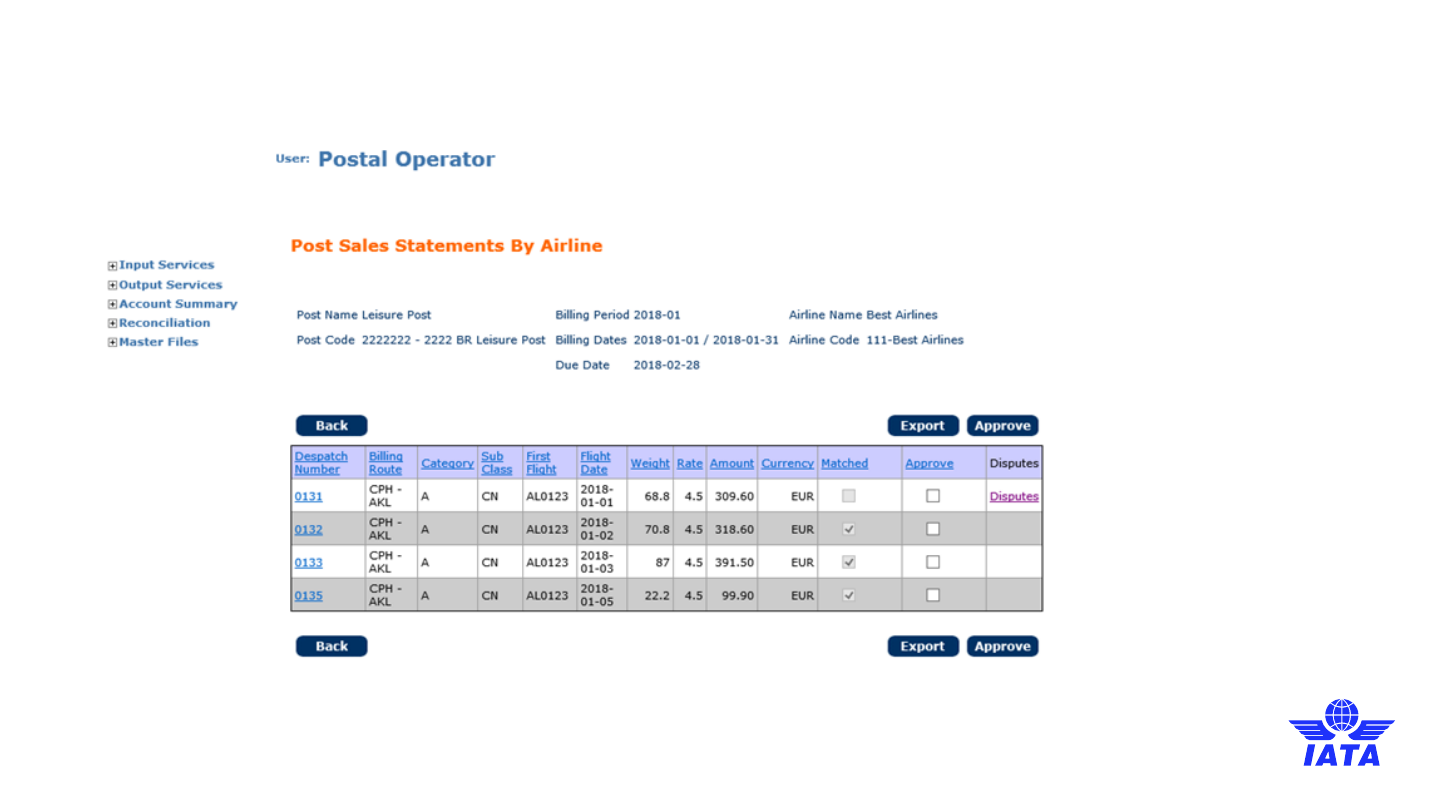 User: Postal Operator
Post Sales Statements By Airline
Input Services
Output Services
Account Summary
Reconciliation
Master Files
Post Name Leisure Post Billing Period 2018-01 Airline Name Best Airlines
Post Code 2222222 - 2222 BR Leisure Post Billing Dates 2018-01-01 / 2018-01-31 Airline Code 111-Best Airlines
Due Date 2018-02-28
Back Export Approve
Despatch Number Billing Route Category Sub Class First Flight Flight Date Weight Rate Amount Currency Matched Approve Disputes
0131 CPH - AKL A CN AL0123 2018-01-01 68.8 4.5 309.60 EUR Disputes
0132 CPH - AKL A CN AL0123 2018-01-02 70.8 4.5 318.60 EUR
0133 CPH - AKL A CN AL0123 2018-01-03 87 4.5 391.50 EUR
0135 CPH - AKL A CN AL0123 2018-01-05 22.2 4.5 99.90 EUR
Back Export Approve
IATA